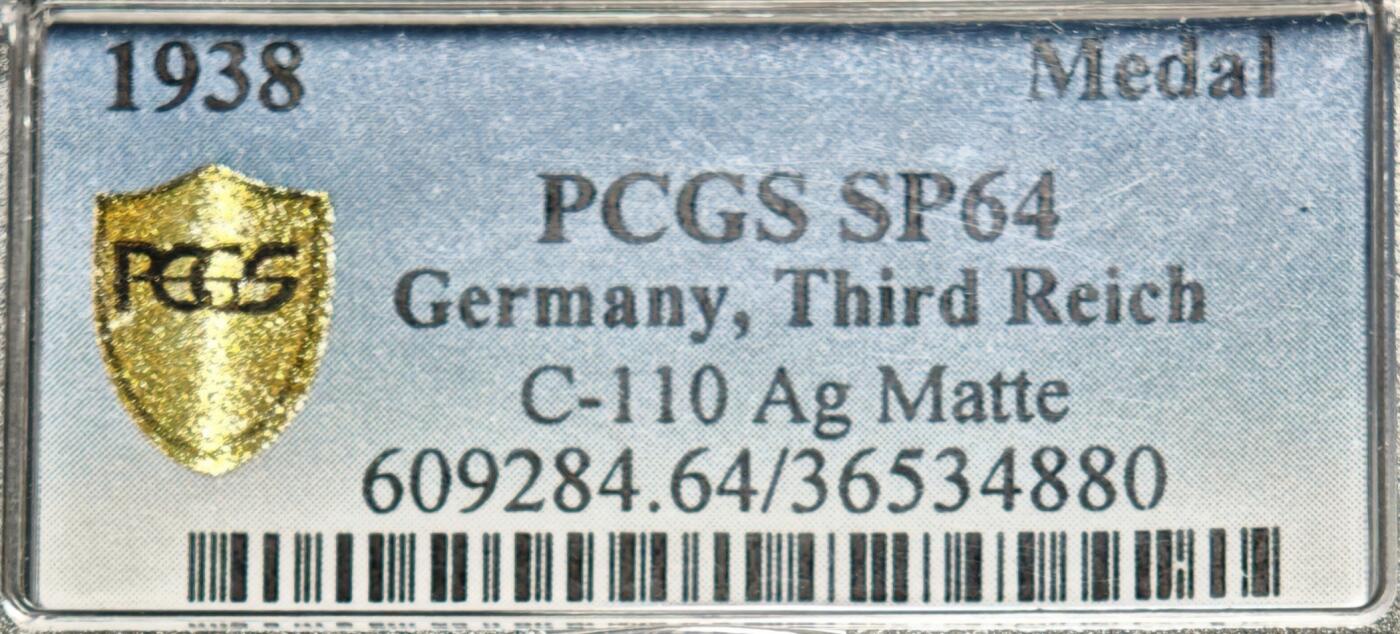 1938 Medal
PCGS SP64
PCGS
Germany, Third Reich
C-110 Ag Matte
609284.64/36534880